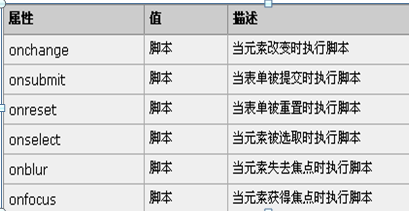 属性 值 描述
onchange 脚本 当元素改变时执行脚本
onsubmit 脚本 当表单被提交时执行脚本
onreset 脚本 当表单被重置时执行脚本
onselect 脚本 当元素被选取时执行脚本
onblur 脚本 当元素失去焦点时执行脚本
onfocus 脚本 当元素获得焦点时执行脚本